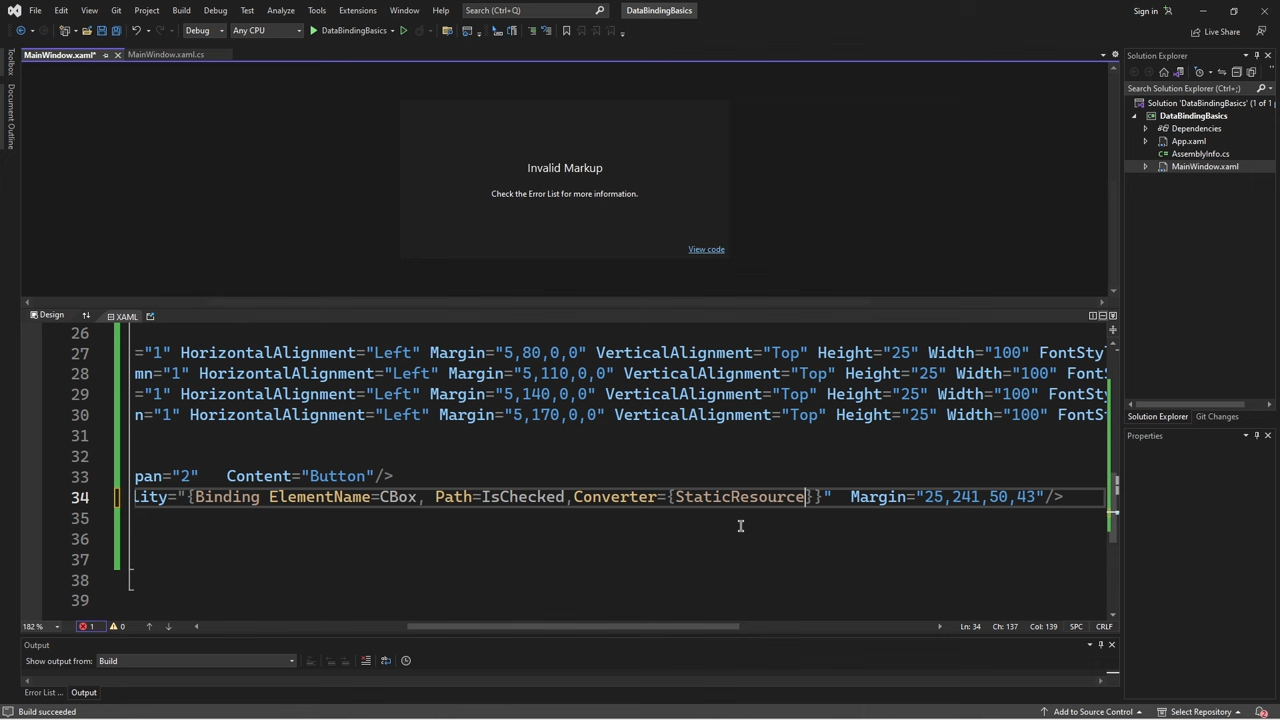 File Edit View Git Project Build Debug Test Analyze Tools Extensions Window Help Search (Ctrl+Q) DataBindingBasics Sign in
Debug Any CPU DataBindingBasics Live Share
MainWindow.xaml* MainWindow.xaml.cs
Toolbox
Document Outline
Invalid Markup
Check the Error List for more information.
View code
Design XAML
26
27 ="1" HorizontalAlignment="Left" Margin="5,80,0,0" VerticalAlignment="Top" Height="25" Width="100" FontStyl
28 mn="1" HorizontalAlignment="Left" Margin="5,110,0,0" VerticalAlignment="Top" Height="25" Width="100" Font
29 ="1" HorizontalAlignment="Left" Margin="5,140,0,0" VerticalAlignment="Top" Height="25" Width="100" FontSty
30 n="1" HorizontalAlignment="Left" Margin="5,170,0,0" VerticalAlignment="Top" Height="25" Width="100" FontS
31
32
33 pan="2" Content="Button"/>
34 ility="{Binding ElementName=CBox, Path=IsChecked,Converter={StaticResource}}" Margin="25,241,50,43"/>
35
36
37
38
39
182 % 1 0 Ln: 34 Ch: 137 Col: 139 SPC CRLF
Output
Show output from: Build
Error List ... Output
Build succeeded Add to Source Control Select Repository 2
Solution Explorer
Search Solution Explorer (Ctrl+;)
Solution 'DataBindingBasics' (1 of 1 p
DataBindingBasics
Dependencies
App.xaml
AssemblyInfo.cs
MainWindow.xaml
Solution Explorer Git Changes
Properties